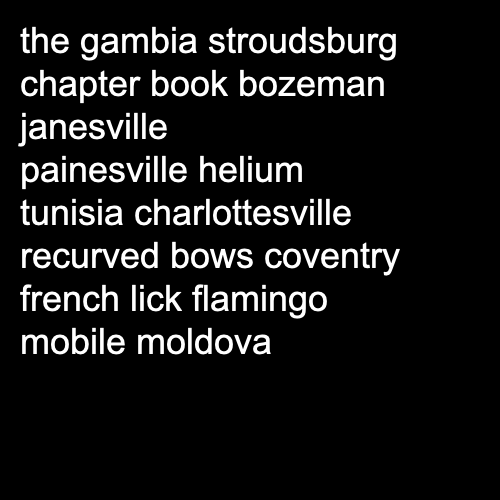 the gambia stroudsburg
chapter book bozeman
janesville
painesville helium
tunisia charlottesville
recurved bows coventry
french lick flamingo
mobile moldova